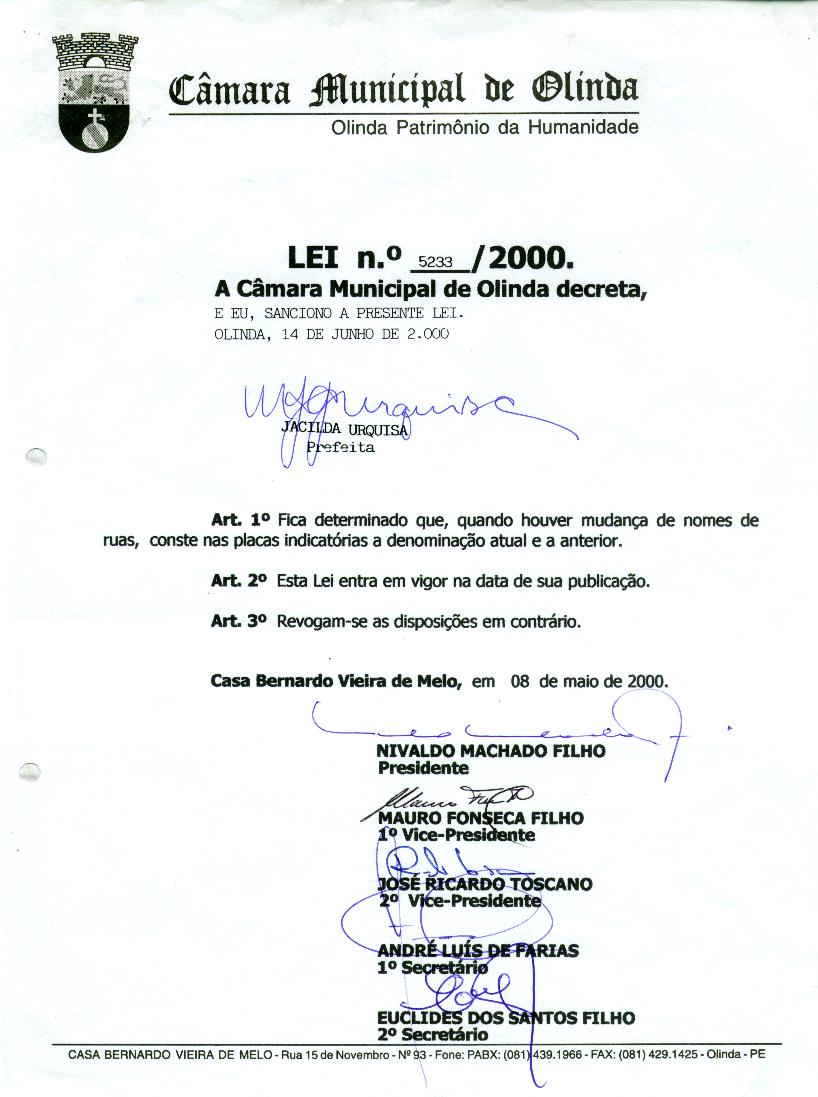 Câmara Municipal de Olinda
Olinda Patrimônio da Humanidade
LEI n.º 5233/2000.
A Câmara Municipal de Olinda decreta,
E EU, SANCIONO A PRESENTE LEI.
OLINDA, 14 DE JUNHO DE 2.000
JACILDA URQUISA
Prefeita
Art. 1º Fica determinado que, quando houver mudança de nomes de
ruas, conste nas placas indicatórias a denominação atual e a anterior.
Art. 2º Esta Lei entra em vigor na data de sua publicação.
Art. 3º Revogam-se as disposições em contrário.
Casa Bernardo Vieira de Melo, em 08 de maio de 2000.
NIVALDO MACHADO FILHO
Presidente
MAURO FONSECA FILHO
1º Vice-Presidente
JOSÉ RICARDO TOSCANO
2º Vice-Presidente
ANDRÉ LUÍS DE FARIAS
1º Secretário
EUCLIDES DOS SANTOS FILHO
2º Secretário
CASA BERNARDO VIEIRA DE MELO - Rua 15 de Novembro - Nº 93 - Fone: PABX: (081) 439.1966 - FAX: (081) 429.1425 - Olinda - PE